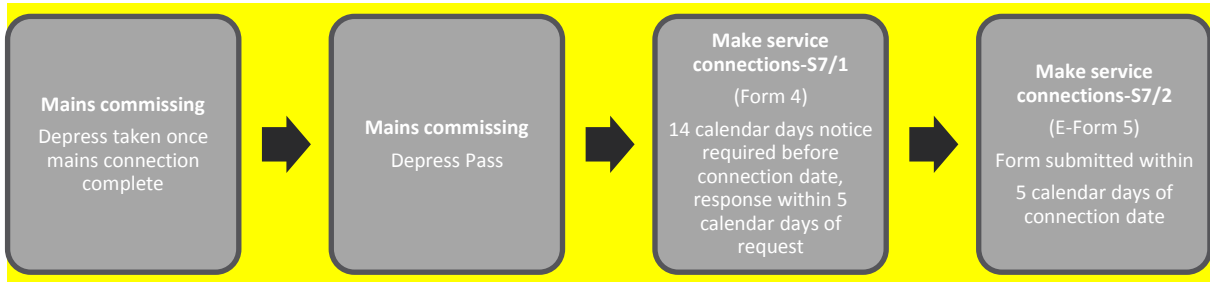 Mains commissing
Depress taken once
mains connection
complete
Mains commissing
Depress Pass
Make service
connections-S7/1
(Form 4)
14 calendar days notice
required before
connection date,
response within 5
calendar days of
request
Make service
connections-S7/2
(E-Form 5)
Form submitted within
5 calendar days of
connection date